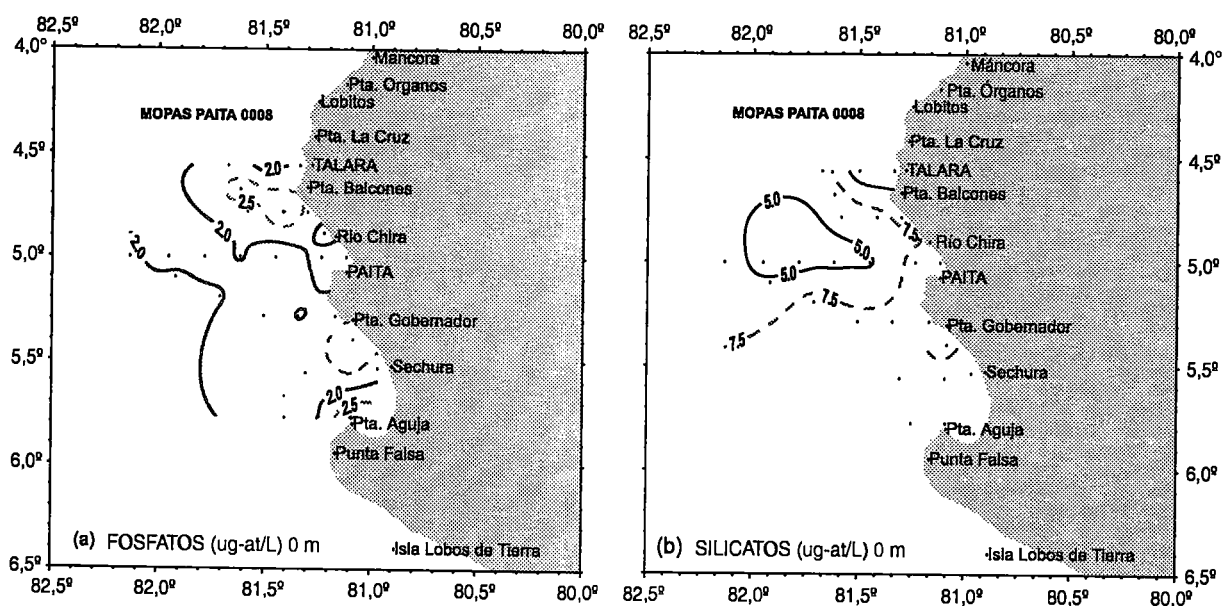 82,5º 82,0º 81,5º 81,0º 80,5º 80,0º
4,0º
4,5º
5,0º
5,5º
6,0º
6,5º
MOPAS PAITA 0008
Máncora
Pta. Organos
Lobitos
Pta. La Cruz
TALARA
Pta. Balcones
Río Chira
PAITA
Pta. Gobernador
Sechura
Pta. Aguja
Punta Falsa
Isla Lobos de Tierra
2.0
2.5
2.0
2.0
2.0
2.5
(a) FOSFATOS (ug-at/L) 0 m
82,5º 82,0º 81,5º 81,0º 80,5º 80,0º
82,5º 82,0º 81,5º 81,0º 80,5º 80,0º
MOPAS PAITA 0008
Máncora
Pta. Órganos
Lobitos
Pta. La Cruz
TALARA
Pta. Balcones
Río Chira
PAITA
Pta. Gobernador
Sechura
Pta. Aguja
Punta Falsa
Isla Lobos de Tierra
5.0
7.5
5.0
5.0
7.5
7.5
(b) SILICATOS (ug-at/L) 0 m
4,0º
4,5º
5,0º
5,5º
6,0º
6,5º
82,5º 82,0º 81,5º 81,0º 80,5º 80,0º